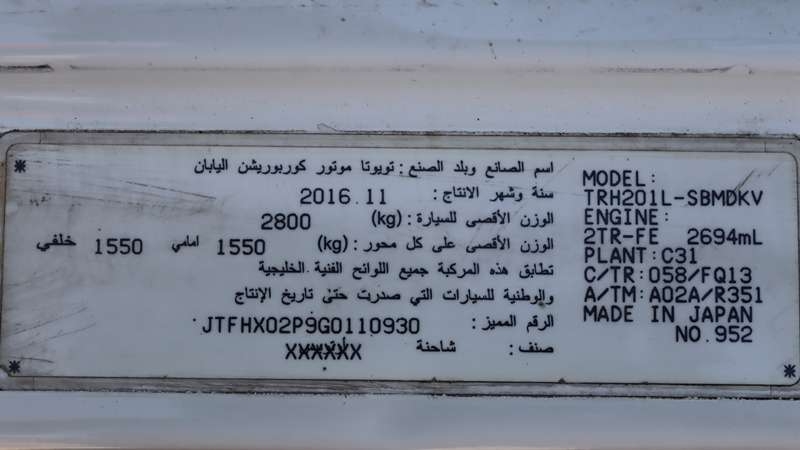 اسم الصانع وبلد الصنع : تويوتا موتور كوربوريشن اليابان
سنة وشهر الانتاج : 2016.11
الوزن الأقصى للسيارة : (kg) 2800
الوزن الأقصى على كل محور : (kg) 1550 امامي 1550 خلفي
تطابق هذه المركبة جميع اللوائح الفنية الخليجية
والوطنية للسيارات التي صدرت حتى تاريخ الإنتاج
الرقم المميز : JTFHX02P9G0110930
صنف : شاحنة XXXXXX
MODEL:
TRH201L-SBMDKV
ENGINE:
2TR-FE 2694mL
PLANT:C31
C/TR:058/FQ13
A/TM:A02A/R351
MADE IN JAPAN
NO.952